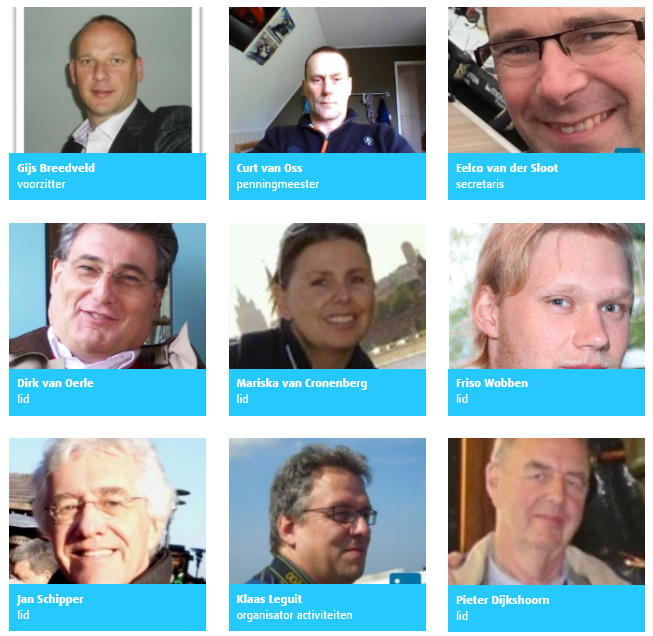 Gijs Breedveld
voorzitter
Curt van Oss
penningmeester
Eelco van der Sloot
secretaris
Dirk van Oerle
lid
Mariska van Cronenberg
lid
Friso Wobben
lid
Jan Schipper
lid
Klaas Leguit
organisator activiteiten
Pieter Dijkshoorn
lid